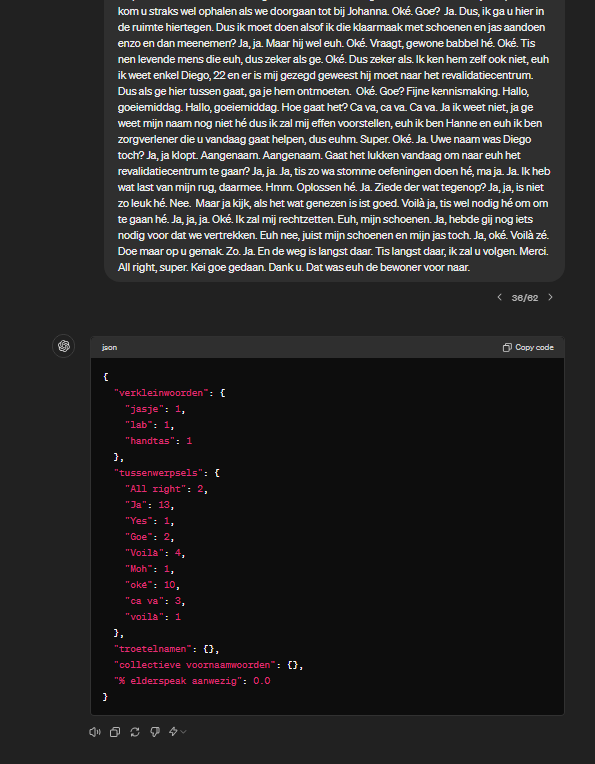 kom u straks wel ophalen als we doorgaan tot bij Johanna. Oké. Goe?  Ja. Dus, ik ga u hier in
de ruimte hiertegen. Dus ik moet doen alsof ik die klaarmaak met schoenen en jas aandoen
enzo en dan meenemen? Ja, ja. Maar hij wel euh. Oké. Vraagt, gewone babbel hé. Oké. Tis
nen levende mens die euh, dus zeker als ge. Oké. Dus zeker als. Ik ken hem zelf ook niet, euh
ik weet enkel Diego, 22 en er is mij gezegd geweest hij moet naar het revalidatiecentrum.
Dus als ge hier tussen gaat, ga je hem ontmoeten.  Oké. Goe? Fijne kennismaking. Hallo,
goeiemiddag. Hallo, goeiemiddag. Hoe gaat het? Ca va, ca va. Ca va. Ja ik weet niet, ja ge
weet mijn naam nog niet hé dus ik zal mij effen voorstellen, euh ik ben Hanne en euh ik ben
zorgverlener die u vandaag gaat helpen, dus euhm. Super. Oké. Ja. Uwe naam was Diego
toch? Ja, ja klopt. Aangenaam. Aangenaam. Gaat het lukken vandaag om naar euh het
revalidatiecentrum te gaan? Ja, ja. Ja, tis zo wa stomme oefeningen doen hé, ma ja. Ja. Ik heb
wat last van mijn rug, daarmee. Hmm. Oplossen hé. Ja. Ziede der wat tegenop? Ja, ja, is niet
zo leuk hé. Nee.  Maar ja kijk, als het wat genezen is ist goed. Voilà ja, tis wel nodig hé om om
te gaan hé. Ja, ja, ja. Oké. Ik zal mij rechtzetten. Euh, mijn schoenen. Ja, hebde gij nog iets
nodig voor dat we vertrekken. Euh nee, juist mijn schoenen en mijn jas toch. Ja, oké. Voilà zé.
Doe maar op u gemak. Zo. Ja. En de weg is langst daar. Tis langst daar, ik zal u volgen. Merci.
All right, super. Kei goe gedaan. Dank u. Dat was euh de bewoner voor naar.
< 36/62 >
json
Copy code
{
"verkleinwoorden": {
"jasje": 1,
"lab": 1,
"handtas": 1
},
"tussenwerpsels": {
"All right": 2,
"Ja": 13,
"Yes": 1,
"Goe": 2,
"Voilà": 4,
"Moh": 1,
"oké": 10,
"ca va": 3,
"voilà": 1
},
"troetelnamen": {},
"collectieve voornaamwoorden": {},
"% elderspeak aanwezig": 0.0
}